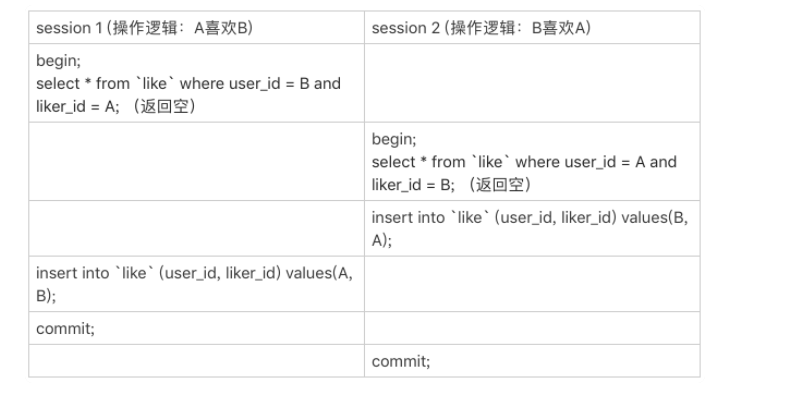 session 1 (操作逻辑：A喜欢B)
session 2 (操作逻辑：B喜欢A)
begin;
select * from `like` where user_id = B and
liker_id = A; （返回空）
begin;
select * from `like` where user_id = A and
liker_id = B; （返回空）
insert into `like` (user_id, liker_id) values(B,
A);
insert into `like` (user_id, liker_id) values(A,
B);
commit;
commit;